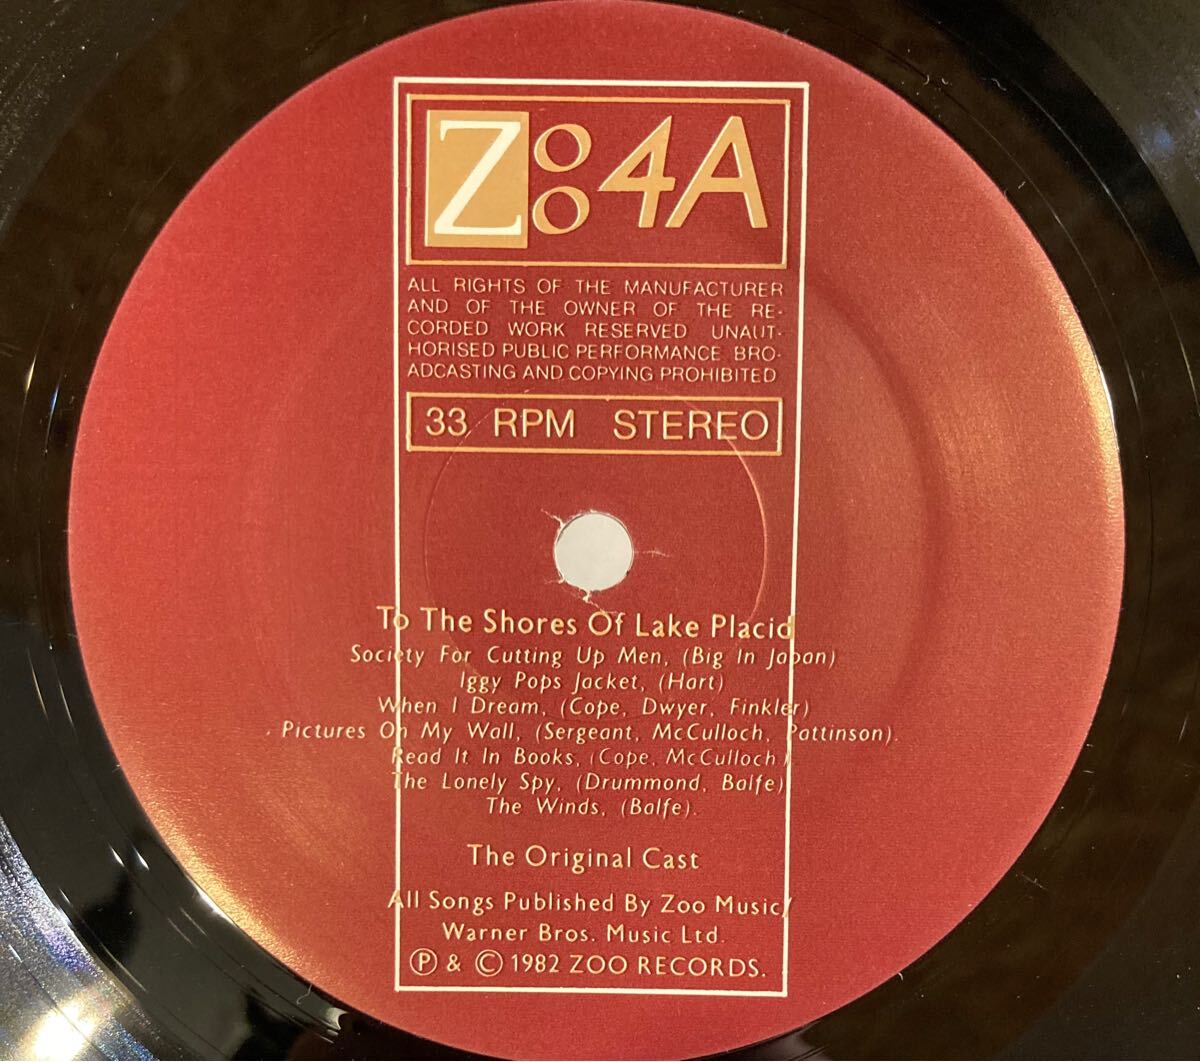 Zoo 4A
ALL RIGHTS OF THE MANUFACTURER
AND OF THE OWNER OF THE RE-
CORDED WORK RESERVED UNAUT-
HORISED PUBLIC PERFORMANCE BRO-
ADCASTING AND COPYING PROHIBITED
33 RPM STEREO
To The Shores Of Lake Placid
Society For Cutting Up Men, (Big In Japan)
Iggy Pops Jacket, (Hart)
When I Dream, (Cope, Dwyer, Finkler)
Pictures On My Wall, (Sergeant, McCulloch, Pattinson).
Read It In Books, (Cope, McCulloch)
The Lonely Spy, (Drummond, Balfe)
The Winds, (Balfe).
The Original Cast
All Songs Published By Zoo Music/
Warner Bros. Music Ltd.
Ⓟ & © 1982 ZOO RECORDS.